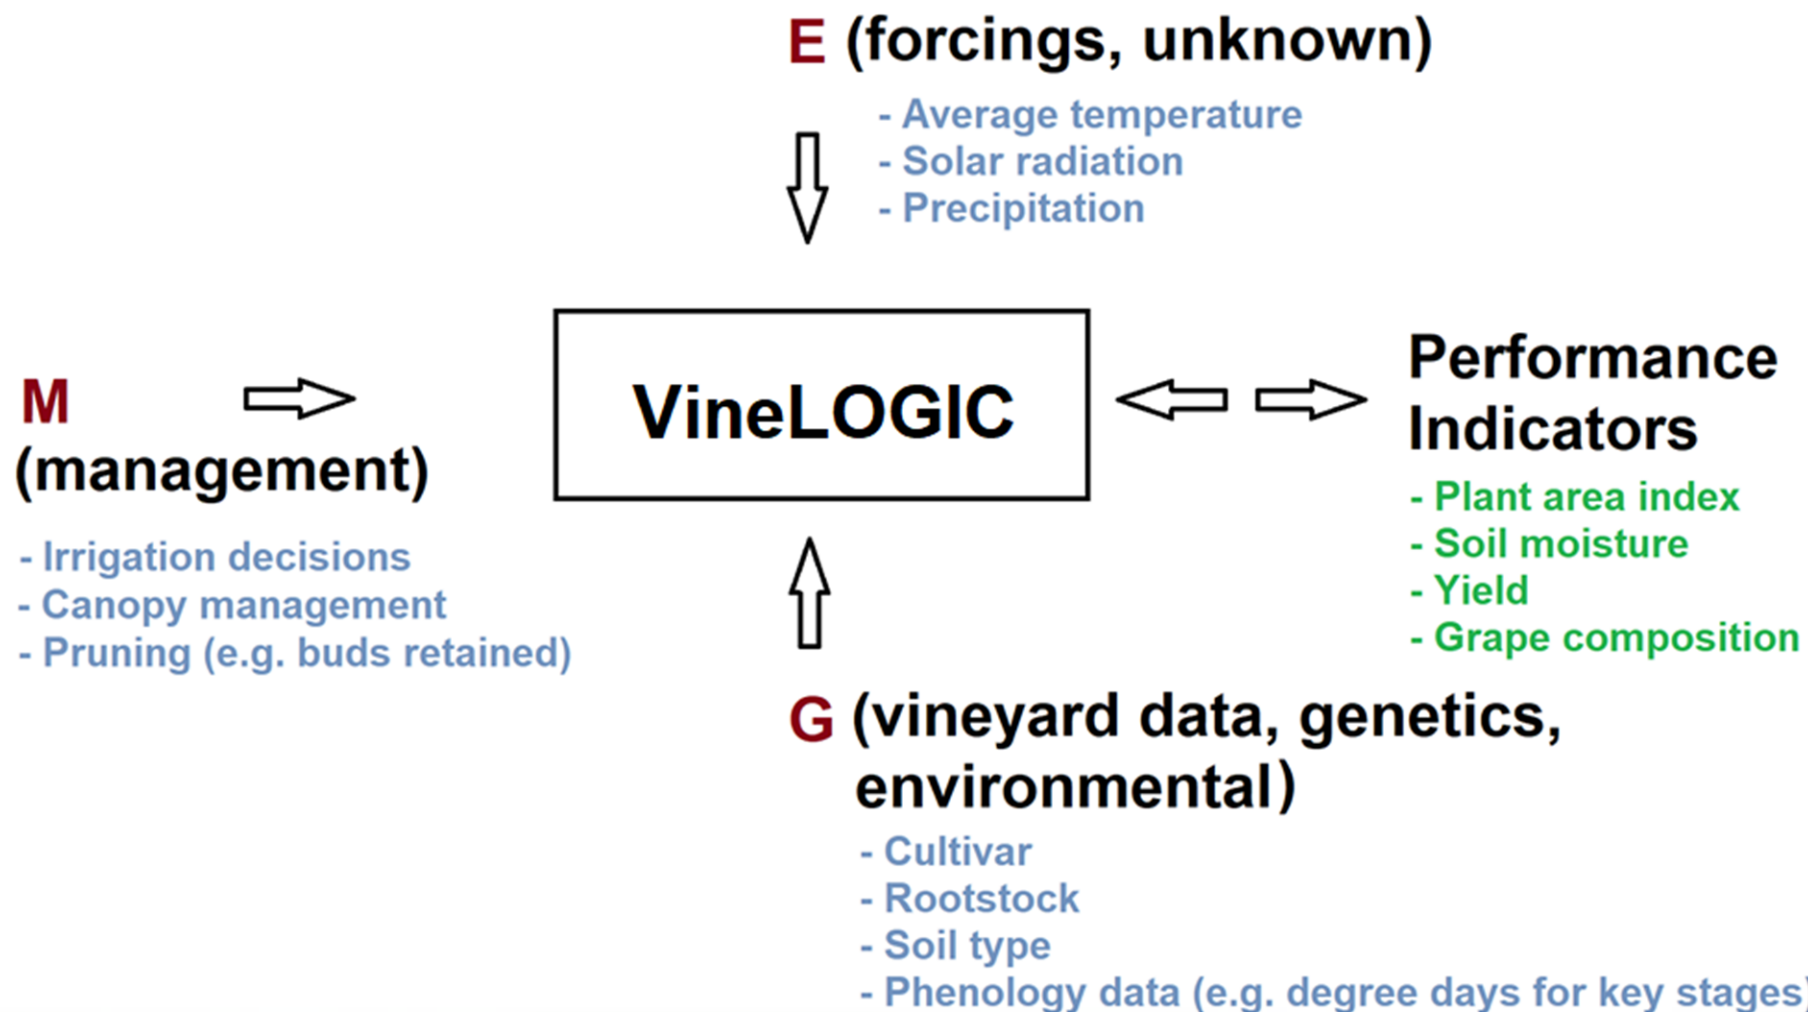 E (forcings, unknown)
- Average temperature
- Solar radiation
- Precipitation
M
(management)
- Irrigation decisions
- Canopy management
- Pruning (e.g. buds retained)
VineLOGIC
Performance
Indicators
- Plant area index
- Soil moisture
- Yield
- Grape composition
G (vineyard data, genetics,
environmental)
- Cultivar
- Rootstock
- Soil type
- Phenology data (e.g. degree days for key stages)